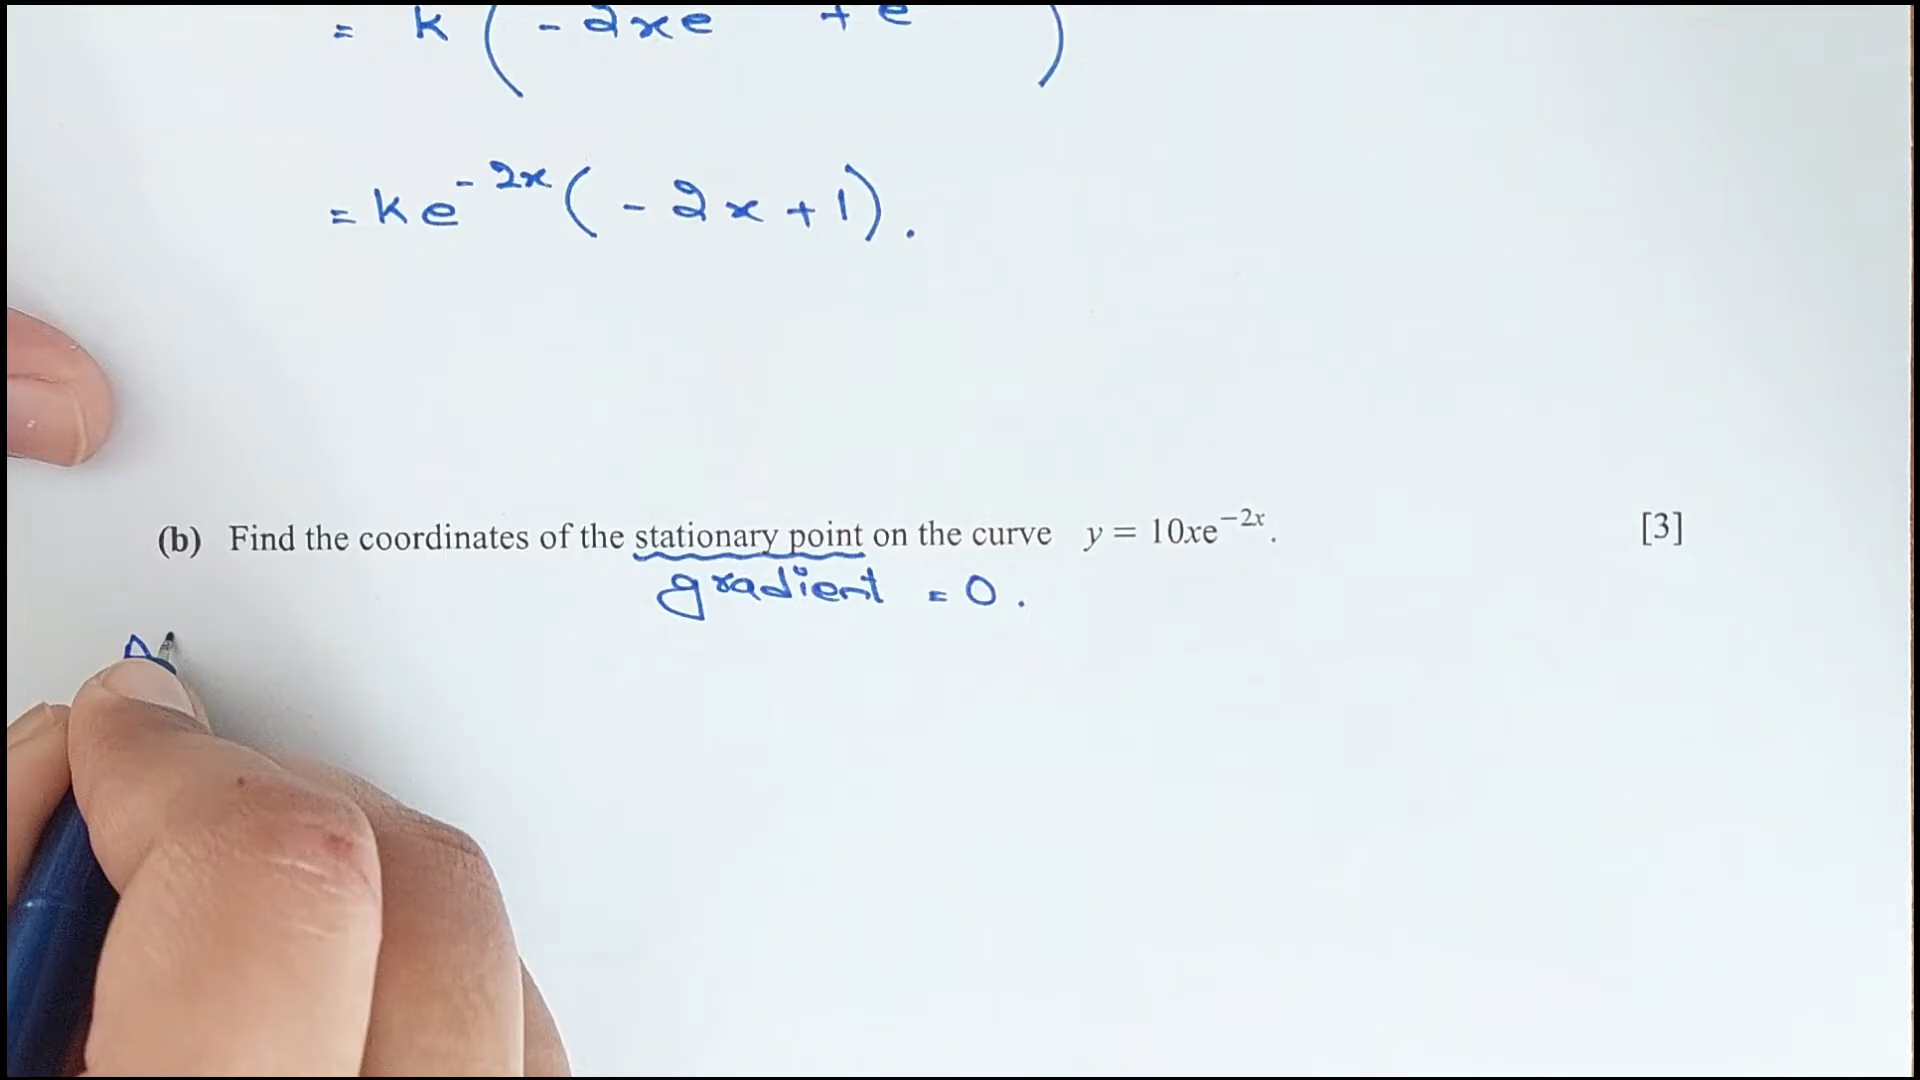 = k ( - 2xe + e )
= ke^{-2x} ( - 2x + 1 ) .
(b) Find the coordinates of the stationary point on the curve y = 10xe^{-2x}. [3]
gradient = 0 .